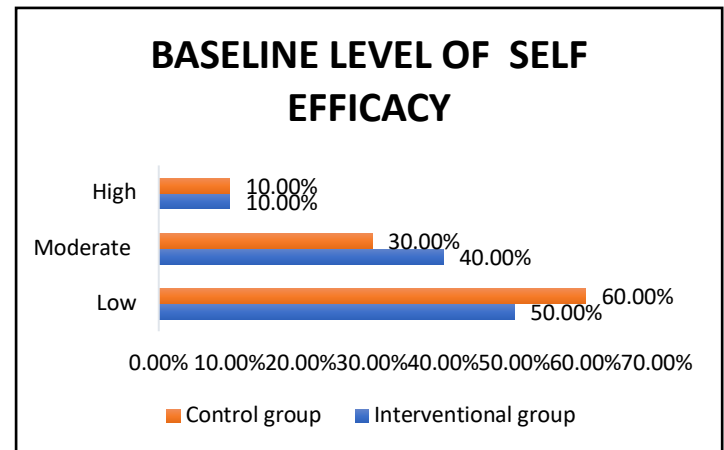 BASELINE LEVEL OF SELF
EFFICACY
High
10.00%
10.00%
Moderate
30.00%
40.00%
Low
60.00%
50.00%
0.00% 10.00% 20.00% 30.00% 40.00% 50.00% 60.00% 70.00%
Control group Interventional group